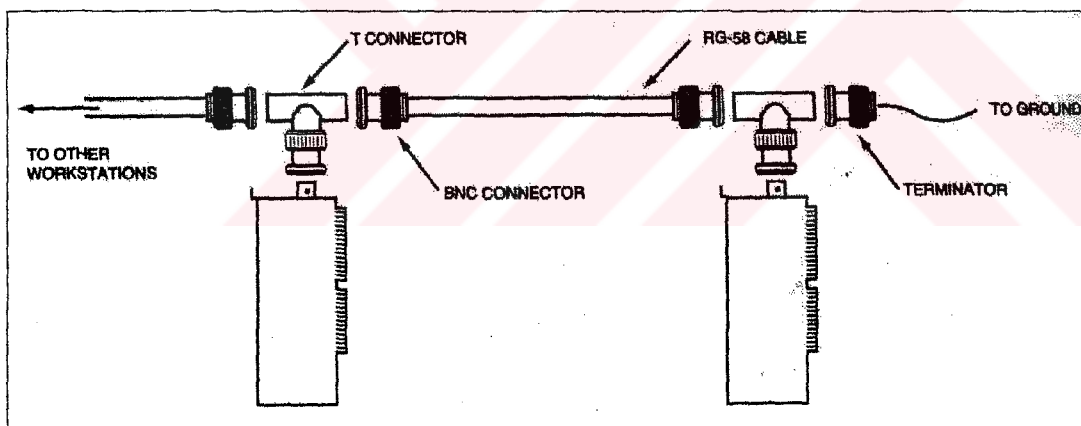 T CONNECTOR
RG-58 CABLE
TO GROUND
TO OTHER
WORKSTATIONS
BNC CONNECTOR
TERMINATOR